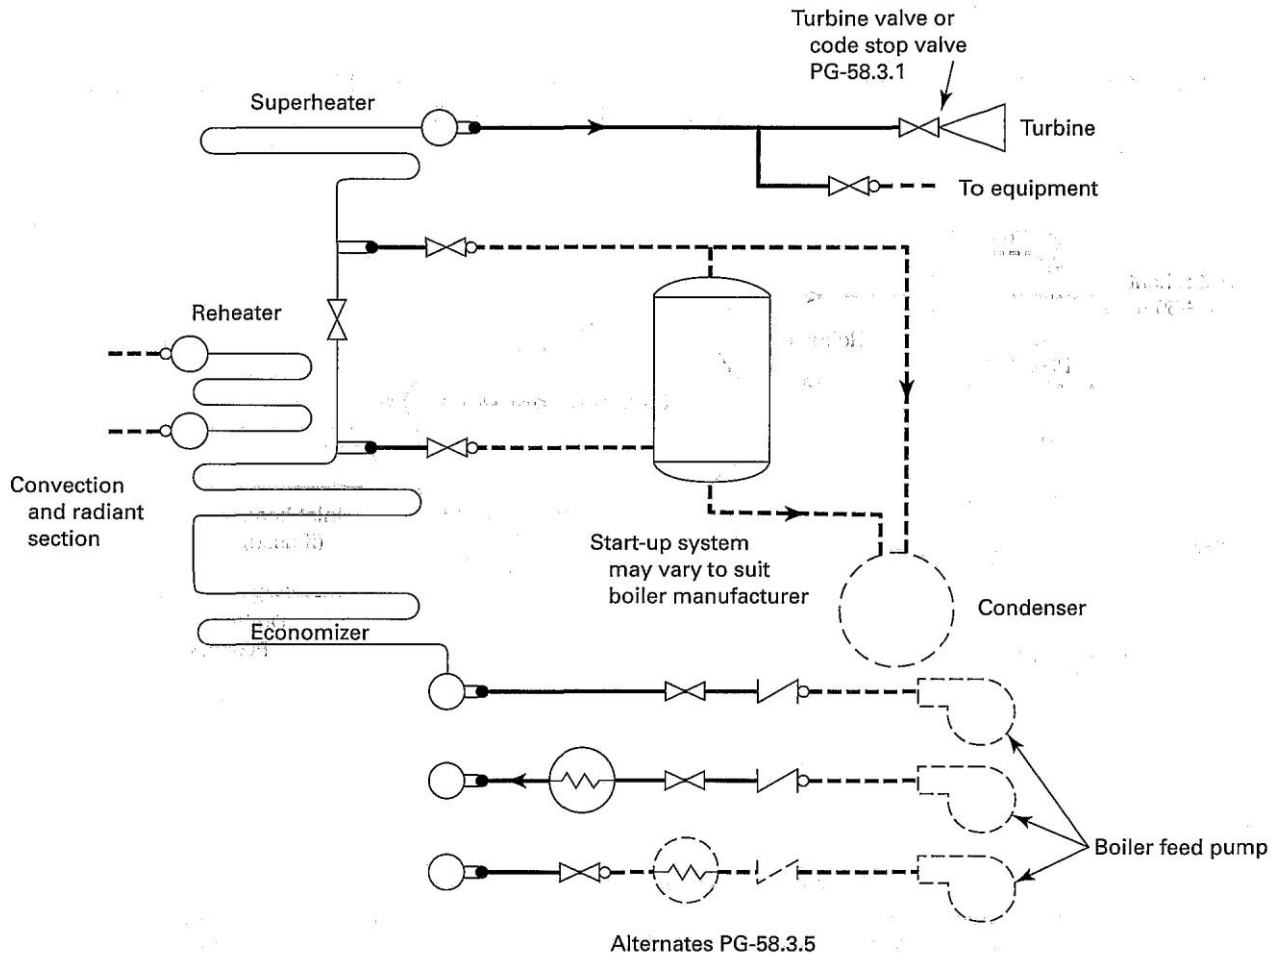 Turbine valve or
code stop valve
PG-58.3.1
Superheater
Turbine
To equipment
Reheater
Convection
and radiant
section
Start-up system
may vary to suit
boiler manufacturer
Condenser
Economizer
Boiler feed pump
Alternates PG-58.3.5